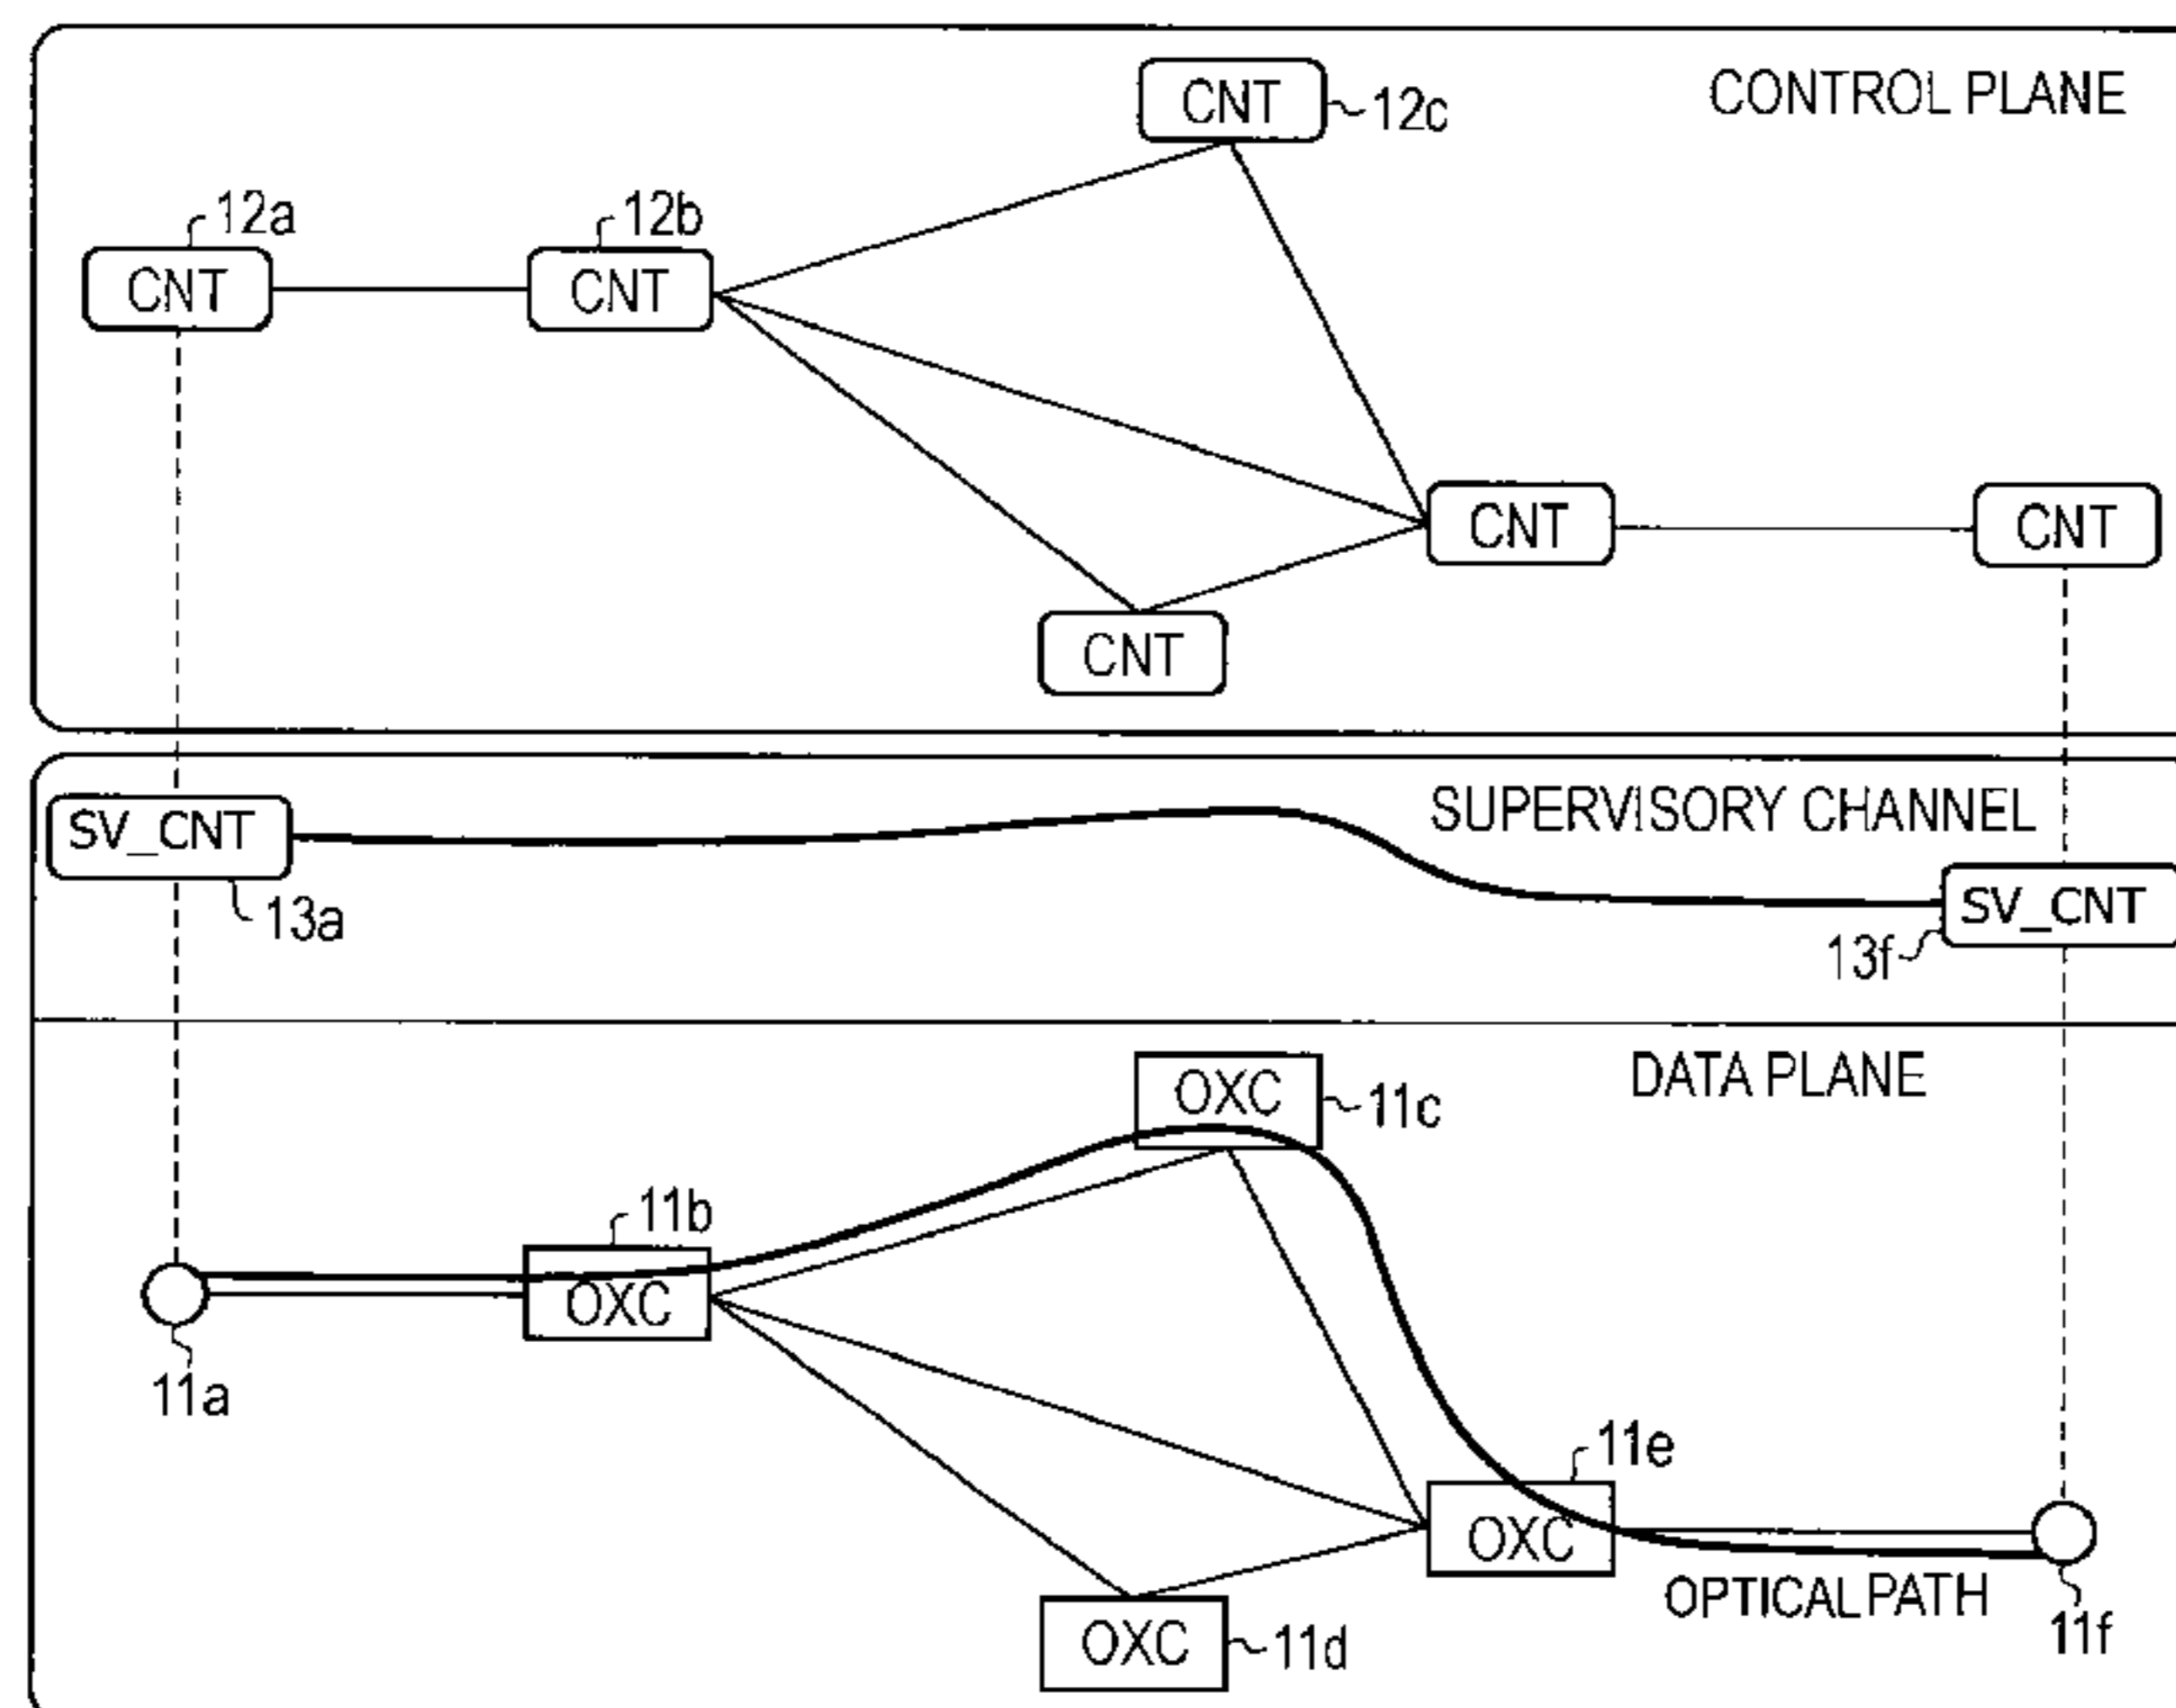 CONTROL PLANE
CNT
12c
12a
12b
CNT
CNT
CNT
CNT
CNT
SUPERVISORY CHANNEL
SV_CNT
13a
SV_CNT
13f
DATA PLANE
OXC
11c
11b
OXC
11a
11e
OXC
OPTICAL PATH
11f
OXC
11d